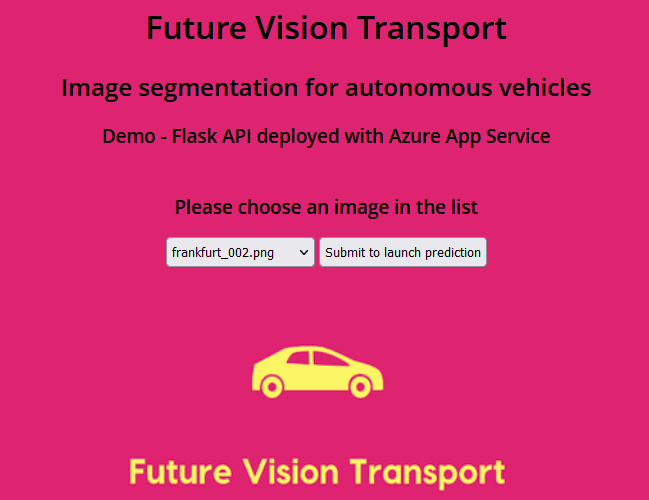 Future Vision Transport
Image segmentation for autonomous vehicles
Demo - Flask API deployed with Azure App Service
Please choose an image in the list
frankfurt_002.png Submit to launch prediction
Future Vision Transport